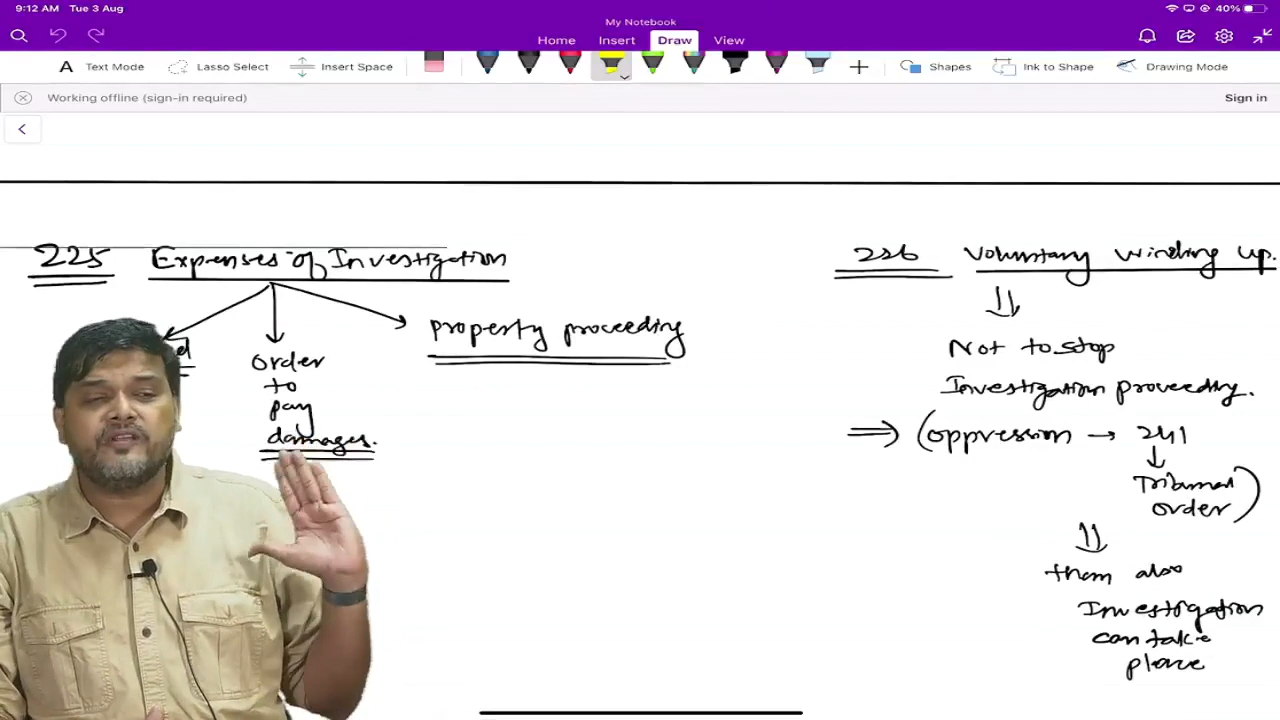 9:12 AM Tue 3 Aug
40%
My Notebook
Home Insert Draw View
Text Mode Lasso Select Insert Space Shapes Ink to Shape Drawing Mode
Working offline (sign-in required) Sign in
225 Expenses of Investigation
order
to
pay
damages.
property proceeding
226 Voluntary winding up.
Not to stop
Investigation proceeding.
(oppression → 241
Tribunal
order)
then also
Investigation
can take
place